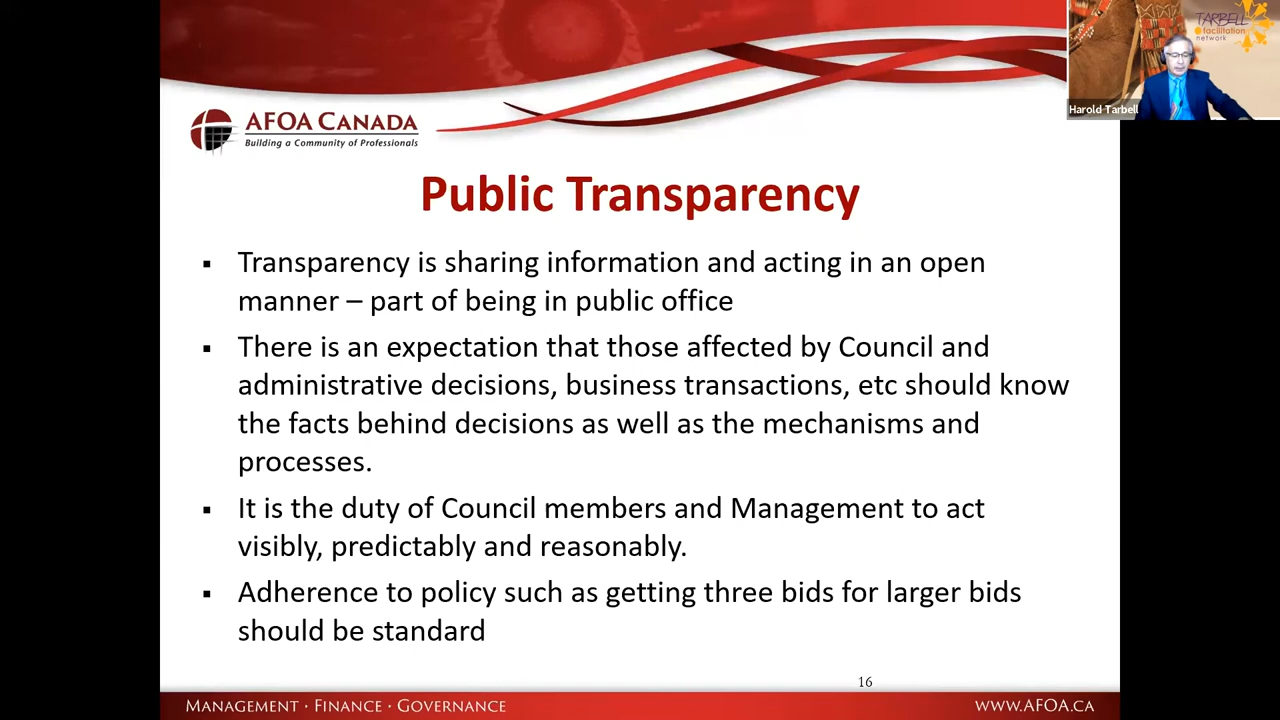 TARBELL
facilitation
network
Harold Tarbell
AFOA CANADA
Building a Community of Professionals
Public Transparency
▪ Transparency is sharing information and acting in an open
manner – part of being in public office
▪ There is an expectation that those affected by Council and
administrative decisions, business transactions, etc should know
the facts behind decisions as well as the mechanisms and
processes.
▪ It is the duty of Council members and Management to act
visibly, predictably and reasonably.
▪ Adherence to policy such as getting three bids for larger bids
should be standard
16
MANAGEMENT · FINANCE · GOVERNANCE
WWW.AFOA.CA